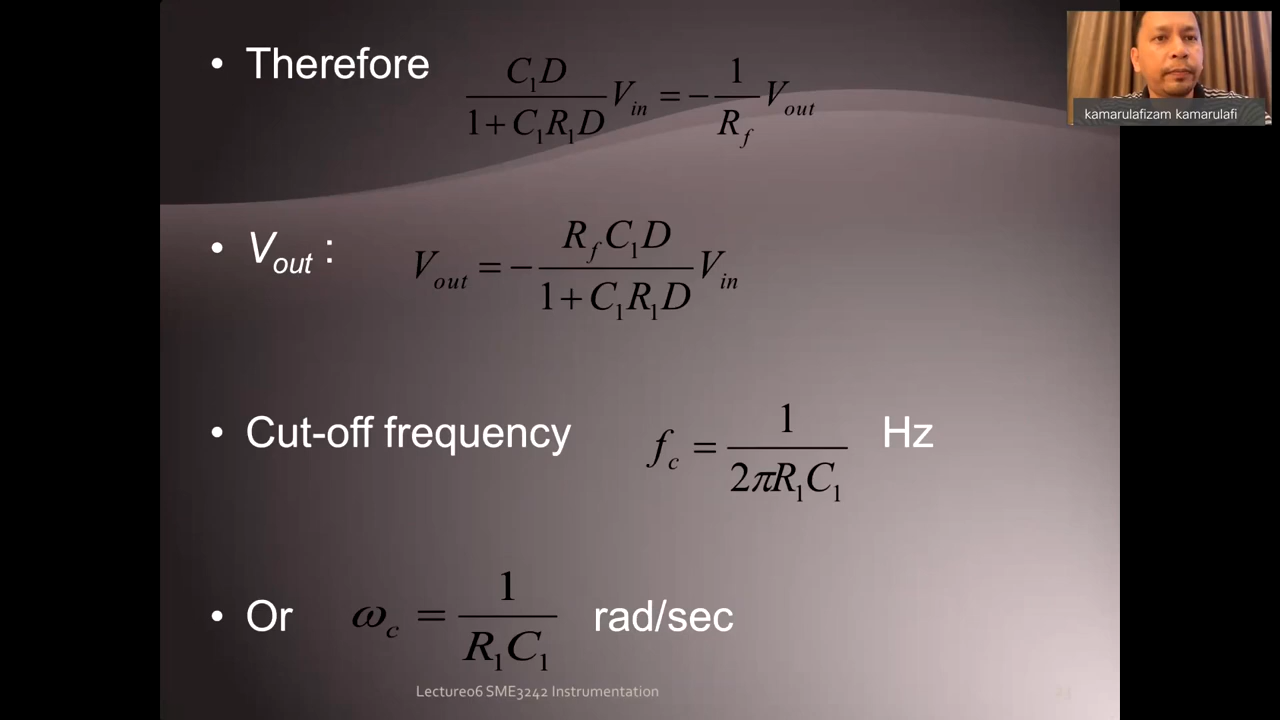 • Therefore C₁D / (1 + C₁R₁D) V_in = − 1 / R_f V_out
kamarulafizam kamarulafi
• V_out : V_out = − R_f C₁D / (1 + C₁R₁D) V_in
• Cut-off frequency f_c = 1 / (2πR₁C₁) Hz
• Or ω_c = 1 / (R₁C₁) rad/sec
Lecture06 SME3242 Instrumentation